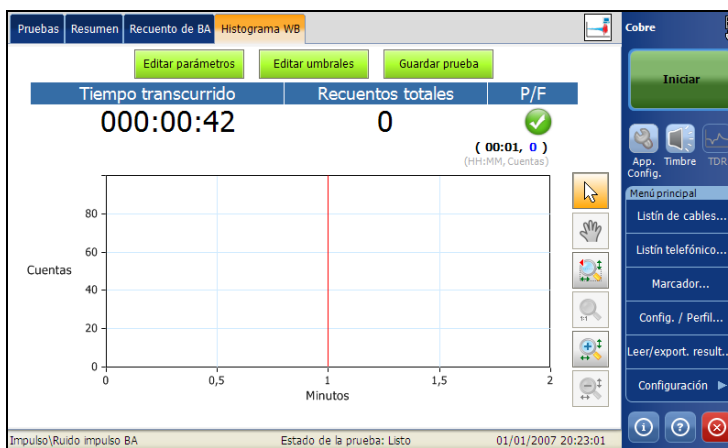 Pruebas
Resumen
Recuento de BA
Histograma WB
Editar parámetros
Editar umbrales
Guardar prueba
Tiempo transcurrido
Recuentos totales
P/F
000:00:42
0
( 00:01, 0 )
(HH:MM, Cuentas)
80
60
Cuentas
40
20
0
0
0,5
1
1,5
2
Minutos
1:1
Impulso\Ruido impulso BA
Estado de la prueba: Listo
01/01/2007 20:23:01
Cobre
Iniciar
App.
Config.
Timbre
TDR
Menú principal
Listín de cables...
Listín telefónico...
Marcador...
Config. / Perfil...
Leer/export. result..
Configuración